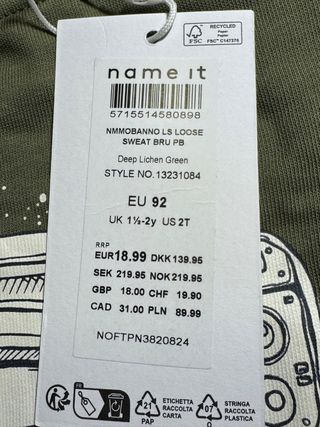 RECYCLED
Paper
Papier
FSC™ C147376
FSC
name it
5715514580898
NMMOBANNO LS LOOSE
SWEAT BRU PB
Deep Lichen Green
STYLE NO.13231084
EU 92
UK 1½-2y US 2T
RRP
EUR18.99 DKK139.95
SEK 219.95 NOK219.95
GBP 18.00 CHF 19.90
CAD 31.00 PLN 89.99
NOFTPN3820824
FR
21
PAP
ETICHETTA
RACCOLTA
CARTA
07
O
STRINGA
RACCOLTA
PLASTICA